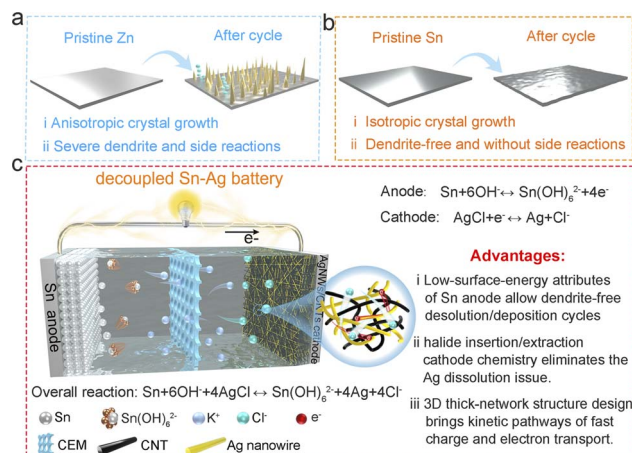 a
Pristine Zn
After cycle
i Anisotropic crystal growth
ii Severe dendrite and side reactions
b
Pristine Sn
After cycle
i Isotropic crystal growth
ii Dendrite-free and without side reactions
c
decoupled Sn-Ag battery
e-
Sn anode
AgNWs/CNTs cathode
Overall reaction: Sn+6OH⁻+4AgCl↔Sn(OH)₆²⁻+4Ag+4Cl⁻
Sn
Sn(OH)₆²⁻
K⁺
Cl⁻
e⁻
CEM
CNT
Ag nanowire
Anode: Sn+6OH⁻↔ Sn(OH)₆²⁻+4e⁻
Cathode: AgCl+e⁻↔ Ag+Cl⁻
Advantages:
i Low-surface-energy attributes
of Sn anode allow dendrite-free
desolution/deposition cycles
ii halide insertion/extraction
cathode chemistry eliminates the
Ag dissolution issue.
iii 3D thick-network structure design
brings kinetic pathways of fast
charge and electron transport.